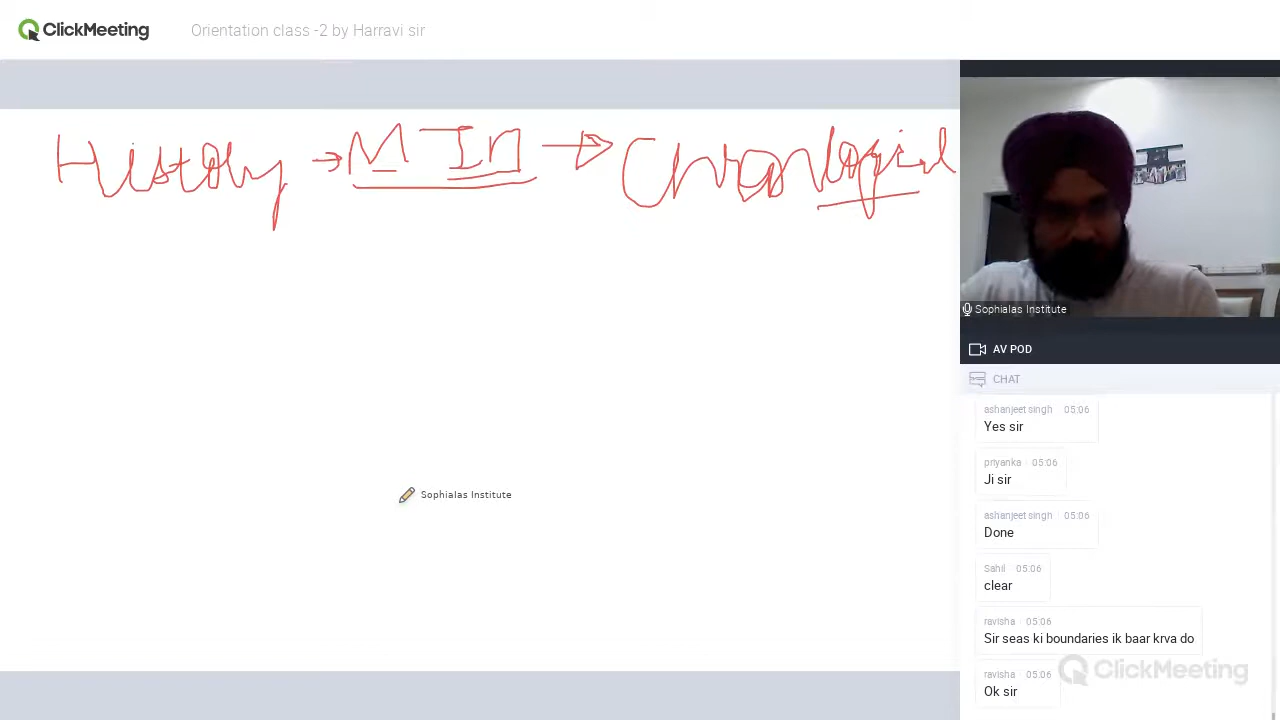 ClickMeeting
Orientation class -2 by Harravi sir
History → M In → Chronological
Sophialas Institute
Sophialas Institute
AV POD
CHAT
ashanjeet singh 05:06
Yes sir
priyanka 05:06
Ji sir
ashanjeet singh 05:06
Done
Sahil 05:06
clear
ravisha 05:06
Sir seas ki boundaries ik baar krva do
ravisha 05:06
Ok sir
ClickMeeting